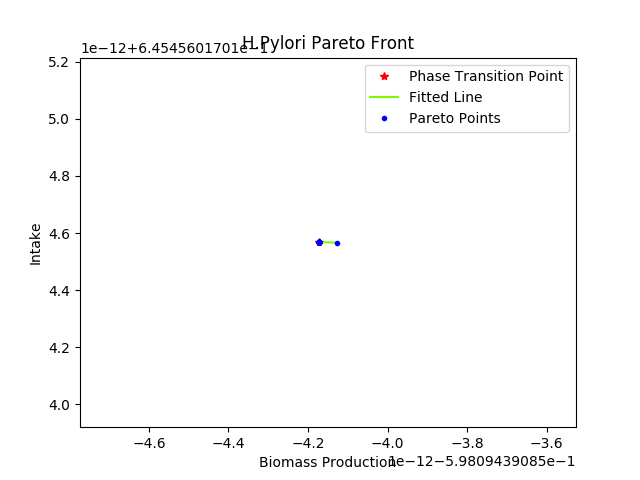 H.Pylori Pareto Front
1e−12+6.4545601701e−1
5.2
5.0
4.8
4.6
4.4
4.2
4.0
Intake
Phase Transition Point
Fitted Line
Pareto Points
−4.6 −4.4 −4.2 −4.0 −3.8 −3.6
Biomass Production
1e−12−5.9809439085e−1